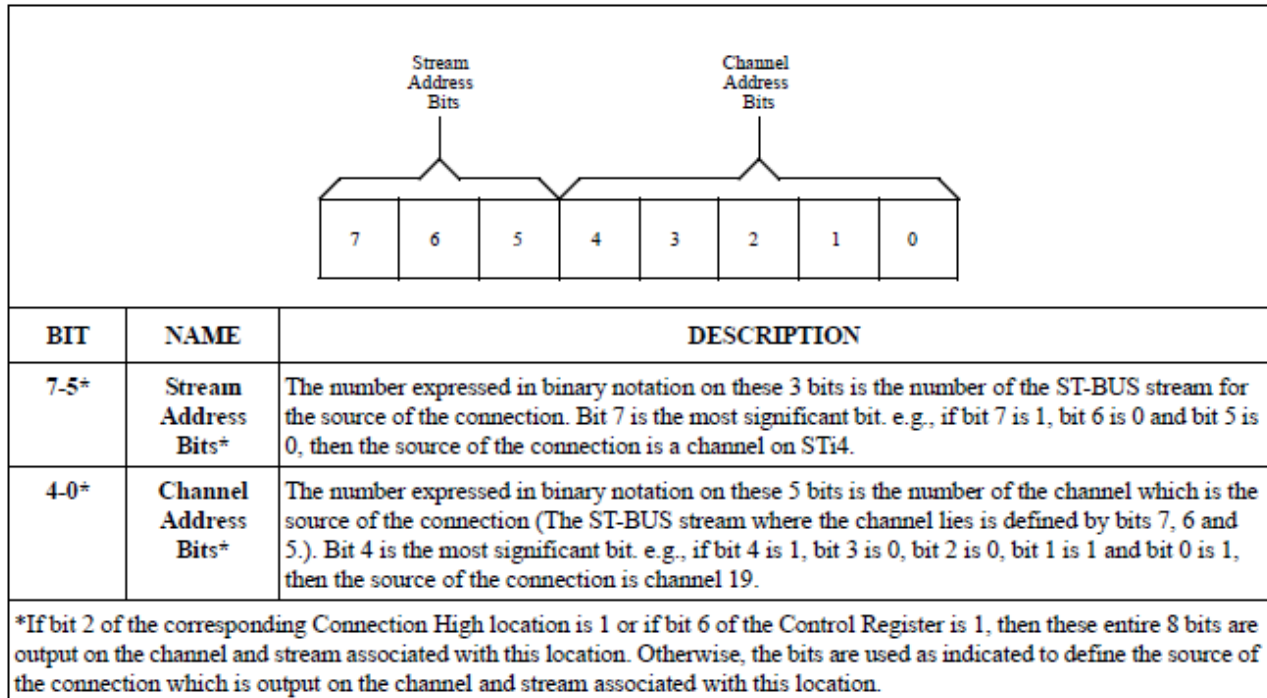 Stream
Address
Bits
Channel
Address
Bits
7 6 5 4 3 2 1 0
BIT NAME DESCRIPTION
7-5* Stream
Address
Bits*
The number expressed in binary notation on these 3 bits is the number of the ST-BUS stream for
the source of the connection. Bit 7 is the most significant bit. e.g., if bit 7 is 1, bit 6 is 0 and bit 5 is
0, then the source of the connection is a channel on STi4.
4-0* Channel
Address
Bits*
The number expressed in binary notation on these 5 bits is the number of the channel which is the
source of the connection (The ST-BUS stream where the channel lies is defined by bits 7, 6 and
5.). Bit 4 is the most significant bit. e.g., if bit 4 is 1, bit 3 is 0, bit 2 is 0, bit 1 is 1 and bit 0 is 1,
then the source of the connection is channel 19.
*If bit 2 of the corresponding Connection High location is 1 or if bit 6 of the Control Register is 1, then these entire 8 bits are
output on the channel and stream associated with this location. Otherwise, the bits are used as indicated to define the source of
the connection which is output on the channel and stream associated with this location.